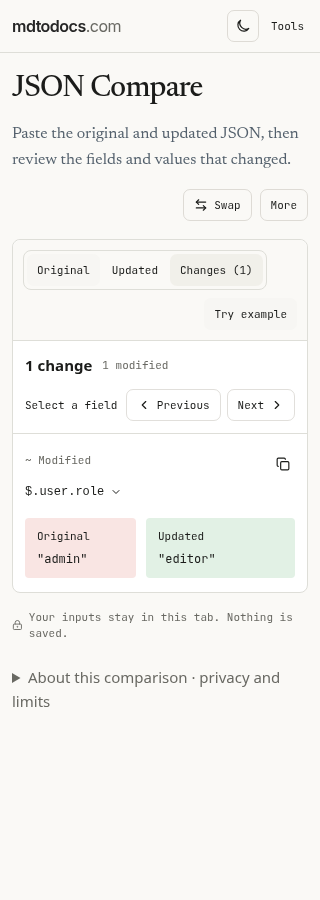 mdtodocs.com
Tools
JSON Compare
Paste the original and updated JSON, then
review the fields and values that changed.
Swap
More
Original
Updated
Changes (1)
Try example
1 change 1 modified
Select a field
Previous
Next
~ Modified
$.user.role
Original
"admin"
Updated
"editor"
Your inputs stay in this tab. Nothing is
saved.
About this comparison · privacy and
limits